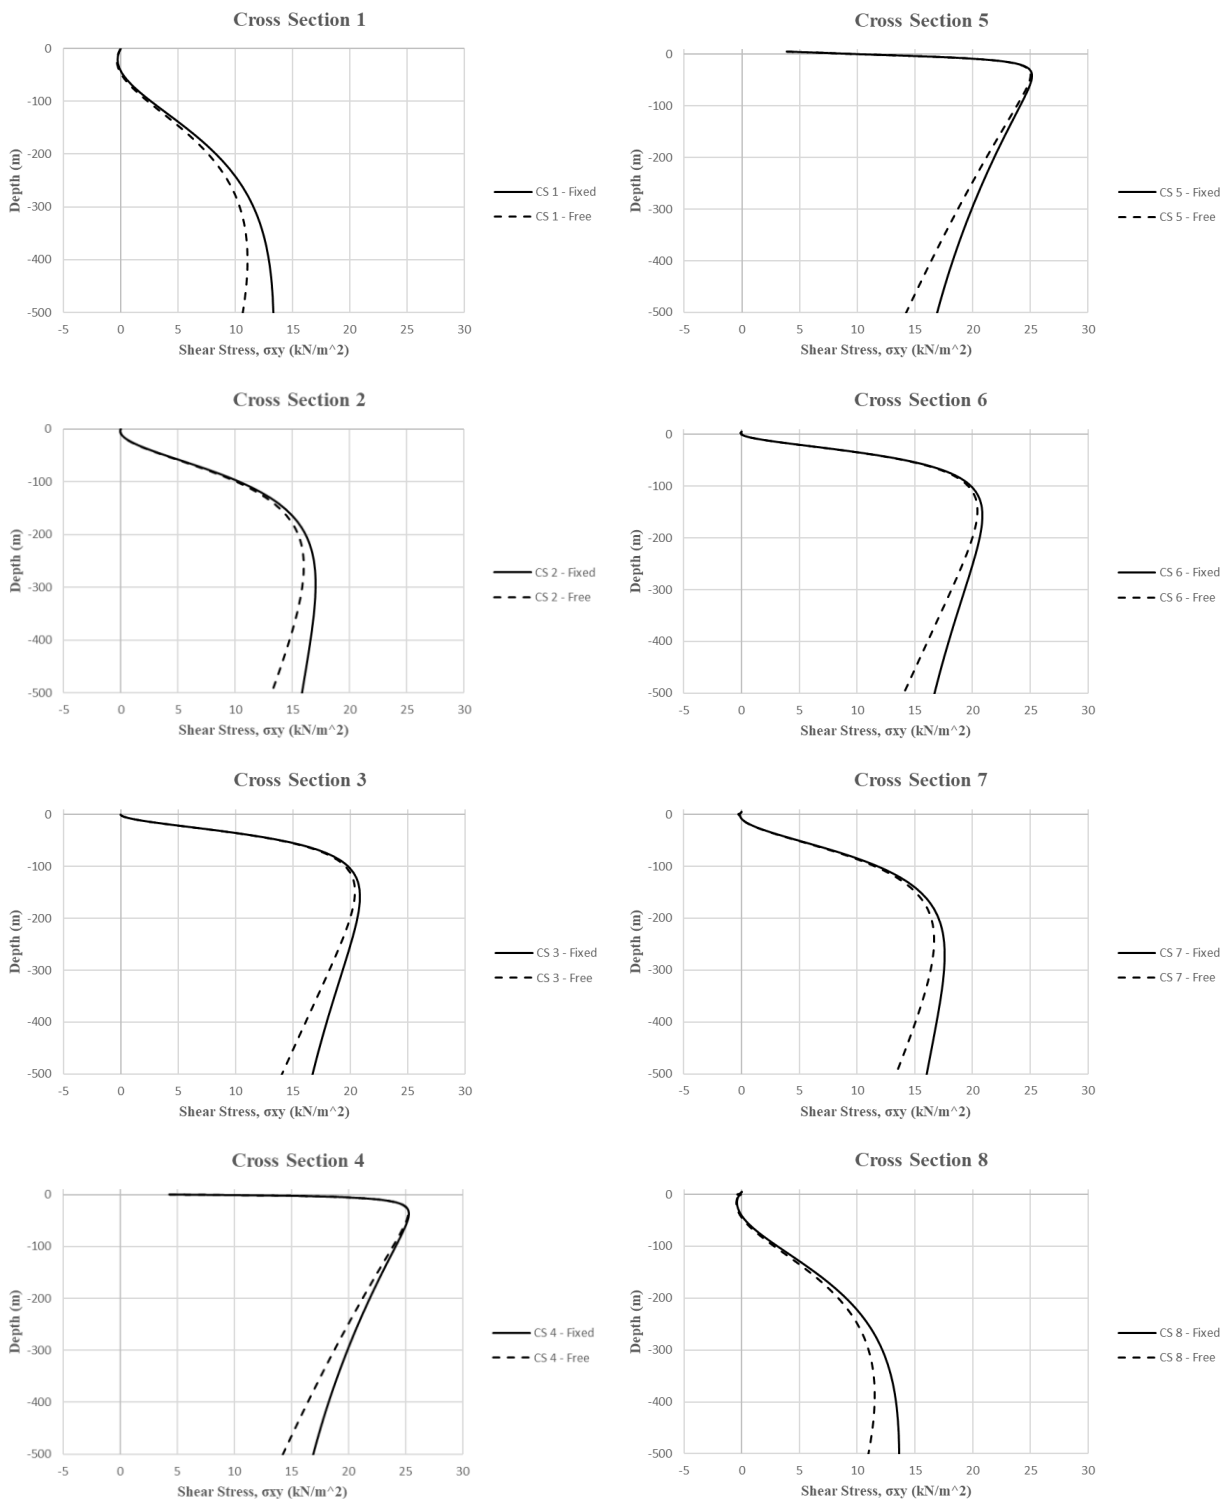 Cross Section 1
0
-100
-200
-300
-400
-500
Depth (m)
-5 0 5 10 15 20 25 30
Shear Stress, σxy (kN/m^2)
CS 1 - Fixed
CS 1 - Free
Cross Section 5
0
-100
-200
-300
-400
-500
Depth (m)
-5 0 5 10 15 20 25 30
Shear Stress, σxy (kN/m^2)
CS 5 - Fixed
CS 5 - Free
Cross Section 2
0
-100
-200
-300
-400
-500
Depth (m)
-5 0 5 10 15 20 25 30
Shear Stress, σxy (kN/m^2)
CS 2 - Fixed
CS 2 - Free
Cross Section 6
0
-100
-200
-300
-400
-500
Depth (m)
-5 0 5 10 15 20 25 30
Shear Stress, σxy (kN/m^2)
CS 6 - Fixed
CS 6 - Free
Cross Section 3
0
-100
-200
-300
-400
-500
Depth (m)
-5 0 5 10 15 20 25 30
Shear Stress, σxy (kN/m^2)
CS 3 - Fixed
CS 3 - Free
Cross Section 7
0
-100
-200
-300
-400
-500
Depth (m)
-5 0 5 10 15 20 25 30
Shear Stress, σxy (kN/m^2)
CS 7 - Fixed
CS 7 - Free
Cross Section 4
0
-100
-200
-300
-400
-500
Depth (m)
-5 0 5 10 15 20 25 30
Shear Stress, σxy (kN/m^2)
CS 4 - Fixed
CS 4 - Free
Cross Section 8
0
-100
-200
-300
-400
-500
Depth (m)
-5 0 5 10 15 20 25 30
Shear Stress, σxy (kN/m^2)
CS 8 - Fixed
CS 8 - Free